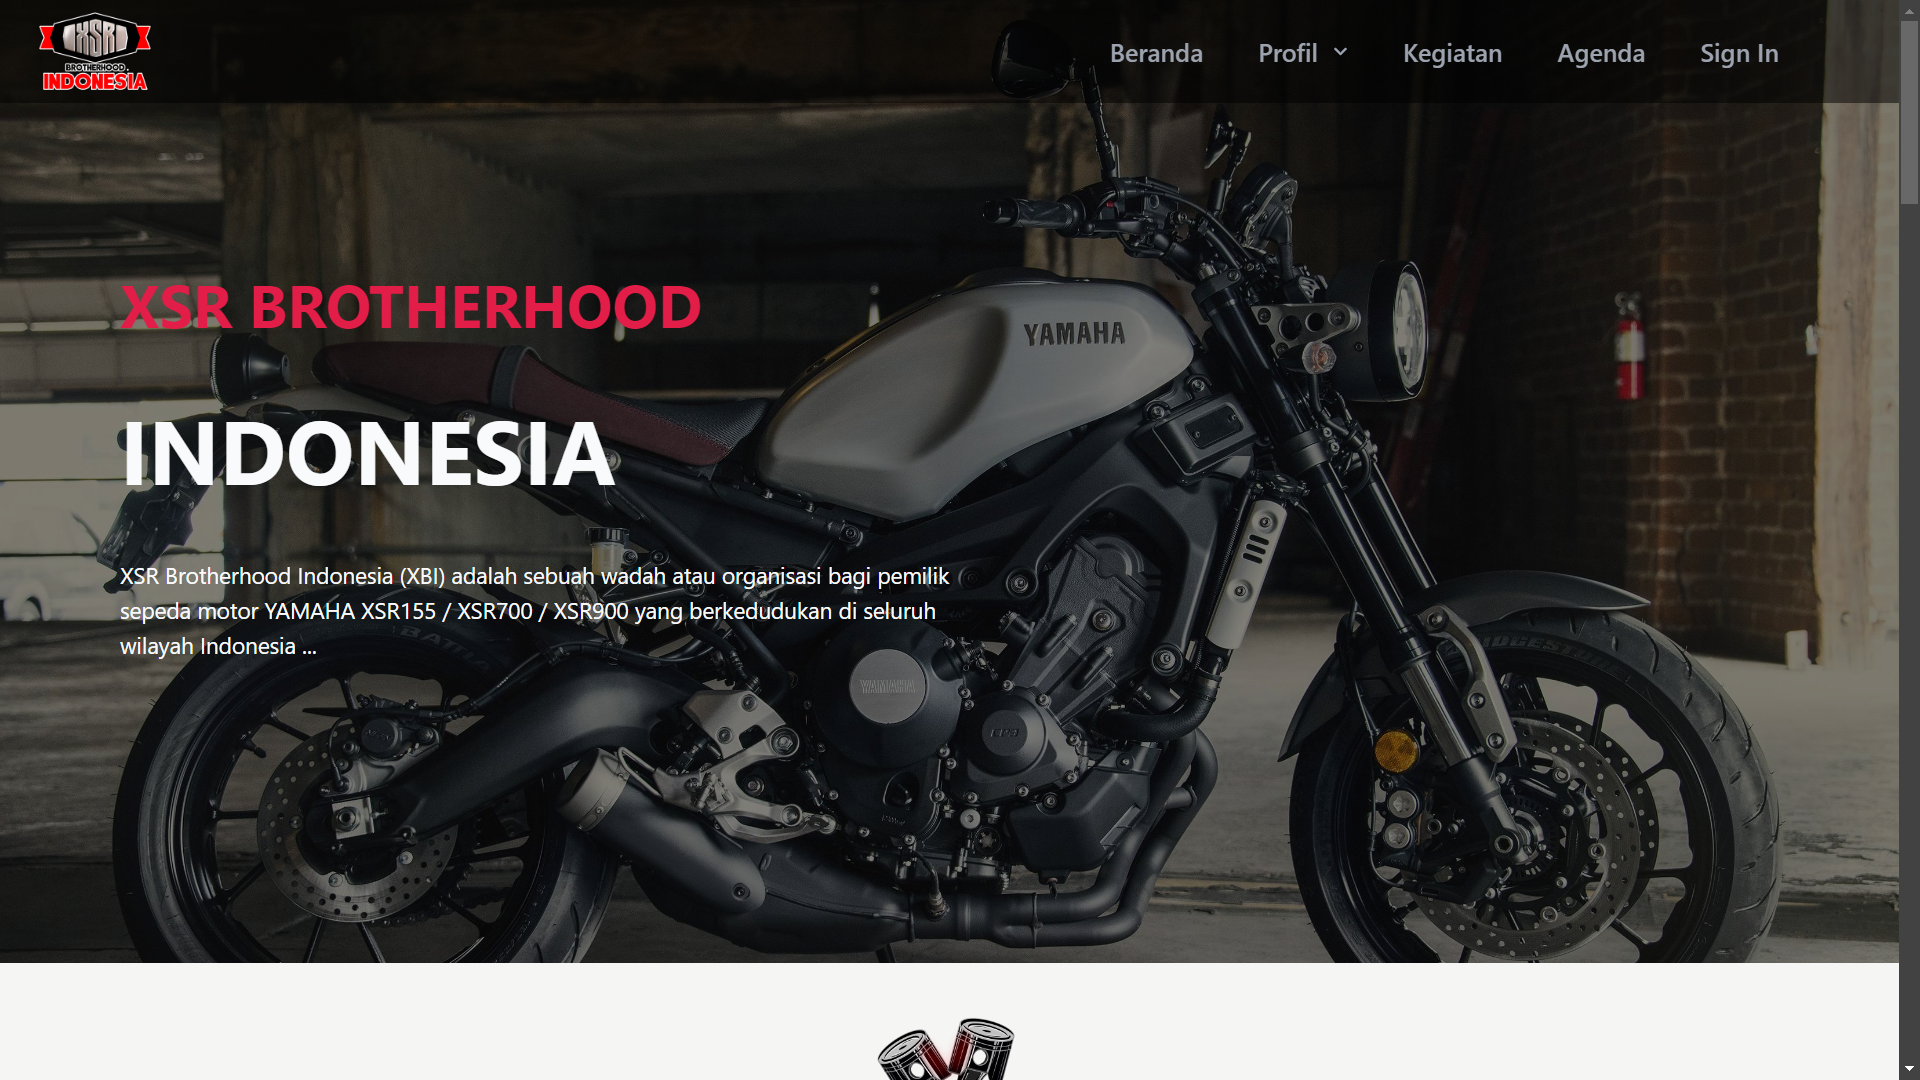 XSR
BROTHERHOOD
INDONESIA
Beranda
Profil
Kegiatan
Agenda
Sign In
XSR BROTHERHOOD
INDONESIA
YAMAHA
XSR Brotherhood Indonesia (XBI) adalah sebuah wadah atau organisasi bagi pemilik
sepeda motor YAMAHA XSR155 / XSR700 / XSR900 yang berkedudukan di seluruh
wilayah Indonesia ...
YAMAHA